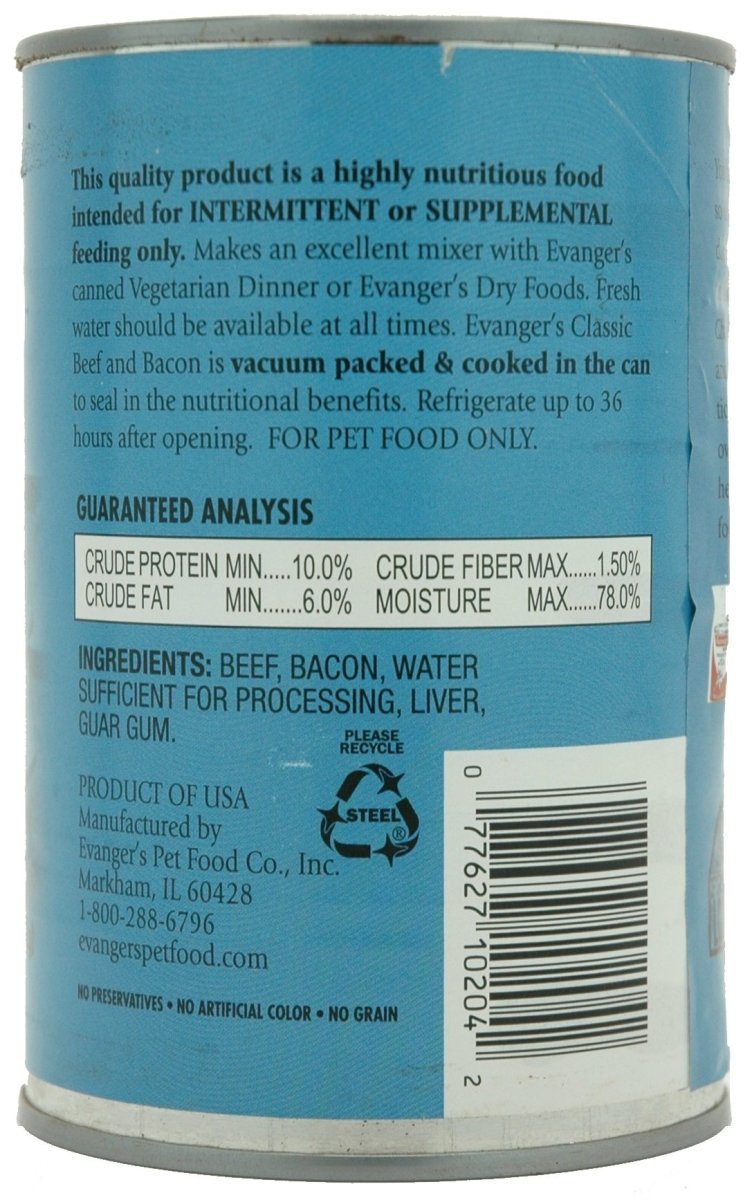 This quality product is a highly nutritious food
intended for INTERMITTENT or SUPPLEMENTAL
feeding only. Makes an excellent mixer with Evanger's
canned Vegetarian Dinner or Evanger's Dry Foods. Fresh
water should be available at all times. Evanger's Classic
Beef and Bacon is vacuum packed & cooked in the can
to seal in the nutritional benefits. Refrigerate up to 36
hours after opening. FOR PET FOOD ONLY.
GUARANTEED ANALYSIS
CRUDE PROTEIN MIN.....10.0% CRUDE FIBER MAX......1.50%
CRUDE FAT MIN.......6.0% MOISTURE MAX......78.0%
INGREDIENTS: BEEF, BACON, WATER
SUFFICIENT FOR PROCESSING, LIVER,
GUAR GUM.
PLEASE
RECYCLE
STEEL®
PRODUCT OF USA
Manufactured by
Evanger's Pet Food Co., Inc.
Markham, IL 60428
1-800-288-6796
evangerspetfood.com
NO PRESERVATIVES • NO ARTIFICIAL COLOR • NO GRAIN
0 77627 10204 2